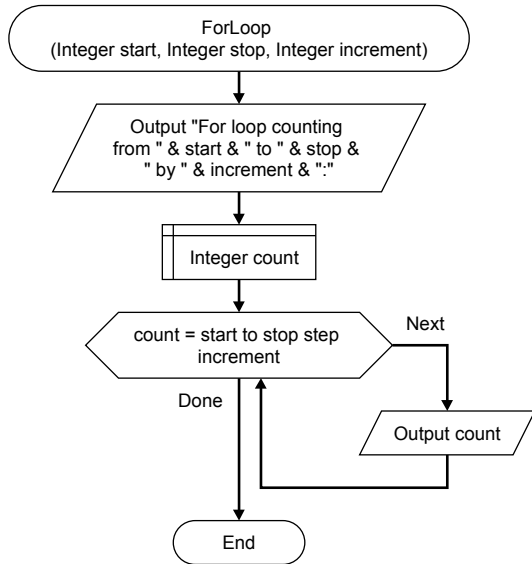 ForLoop
(Integer start, Integer stop, Integer increment)
Output "For loop counting
from " & start & " to " & stop &
" by " & increment & ":"
Integer count
count = start to stop step
increment
Next
Done
Output count
End